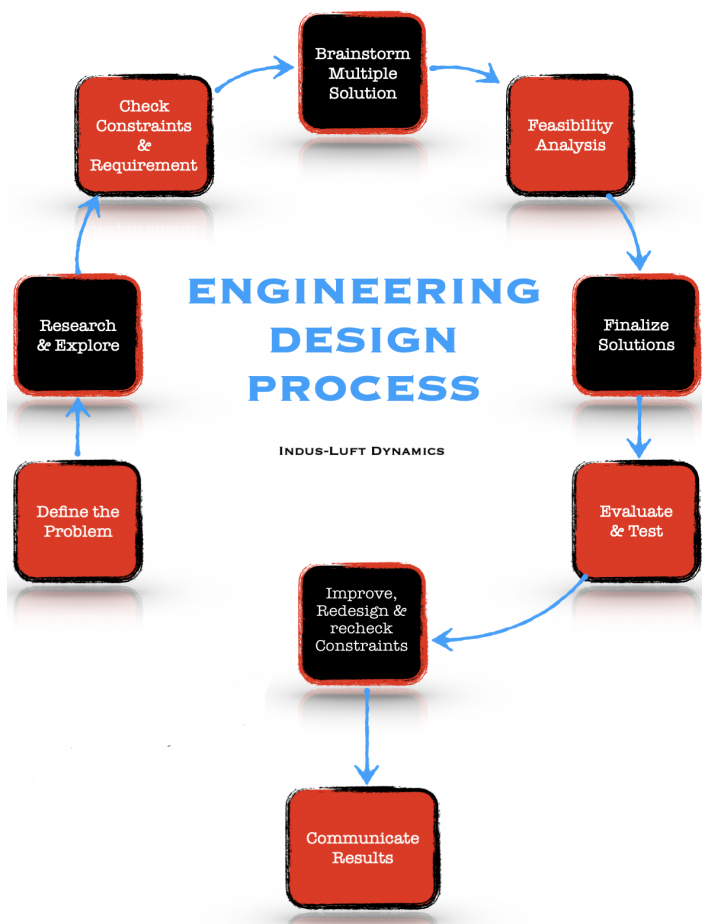 Brainstorm
Multiple
Solution
Check
Constraints
&
Requirement
Feasibility
Analysis
ENGINEERING
DESIGN
PROCESS
Research
& Explore
Finalize
Solutions
Indus-Luft Dynamics
Define the
Problem
Evaluate
& Test
Improve,
Redesign &
recheck
Constraints
Communicate
Results